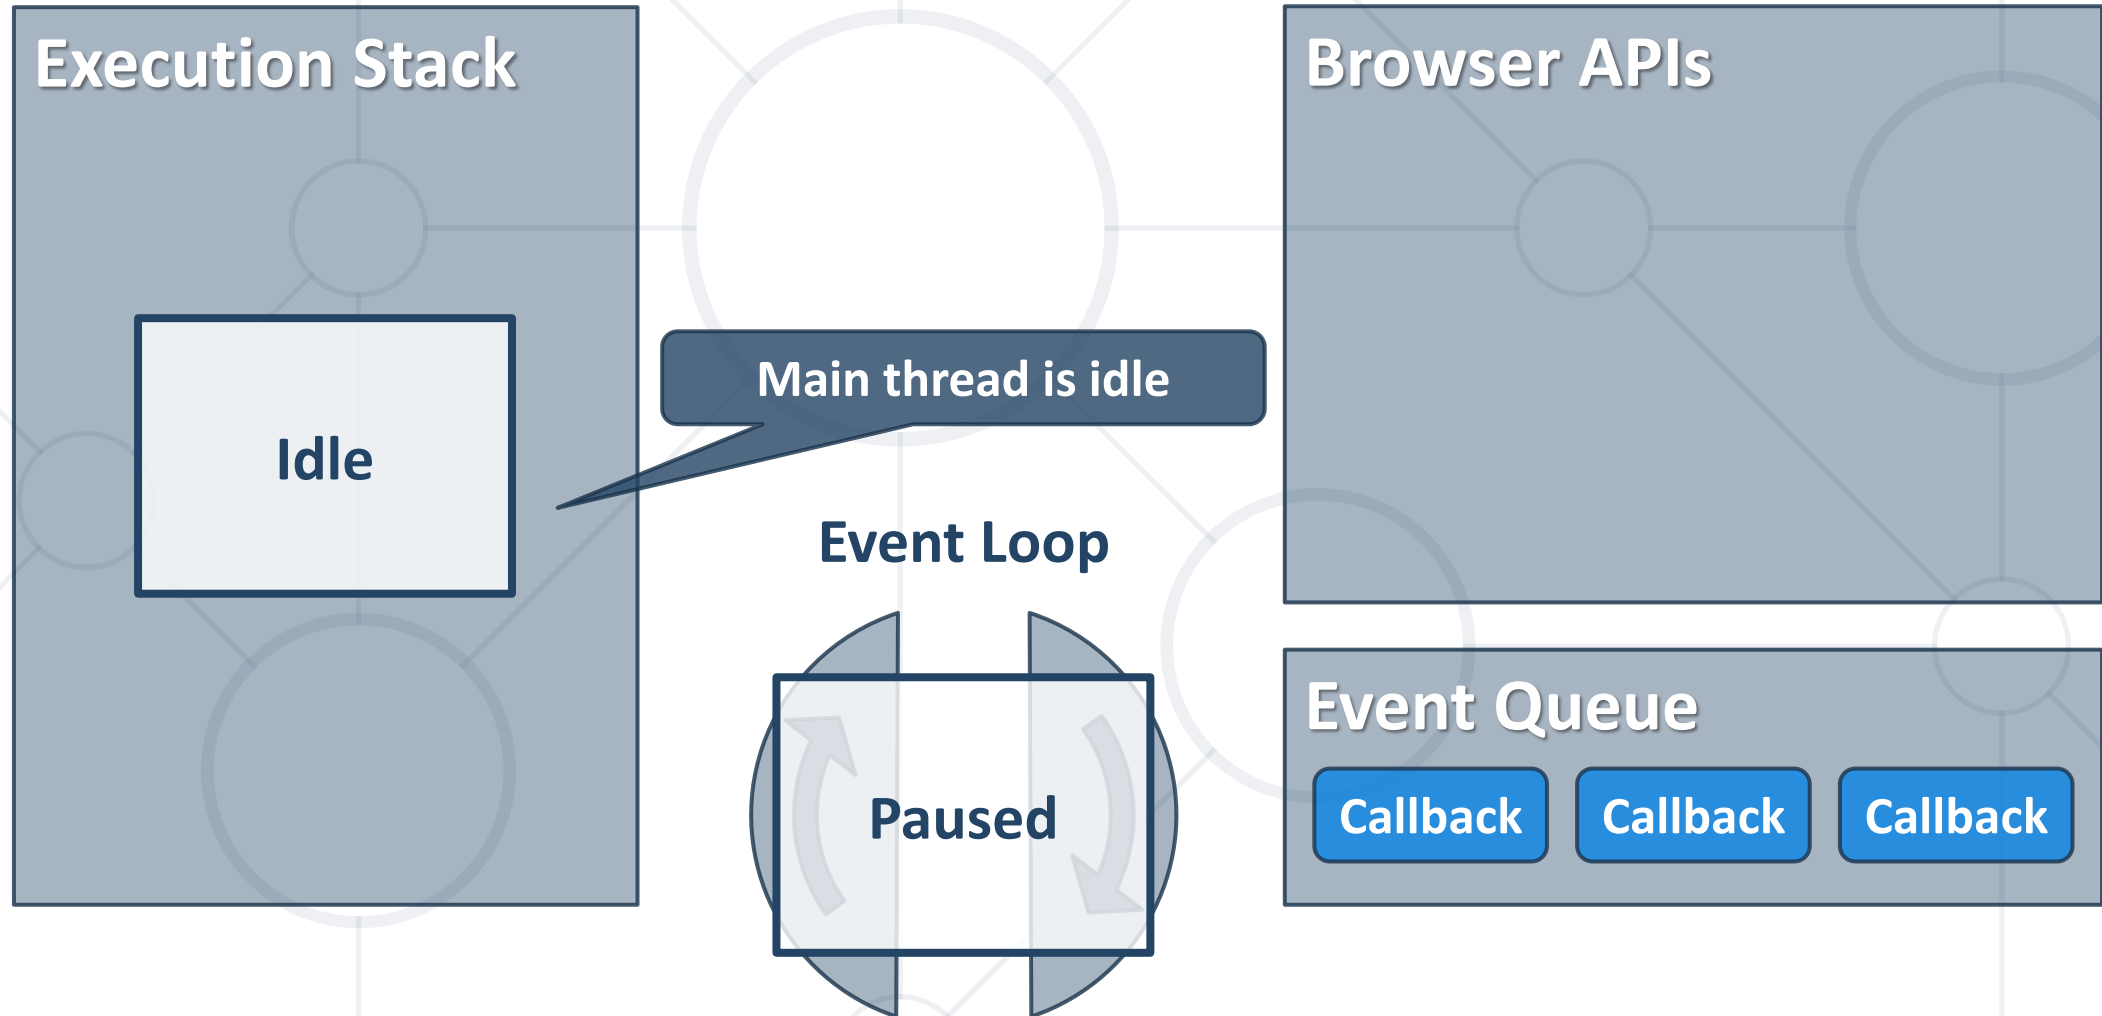 Execution Stack
Idle
Main thread is idle
Event Loop
Paused
Browser APIs
Event Queue
Callback Callback Callback